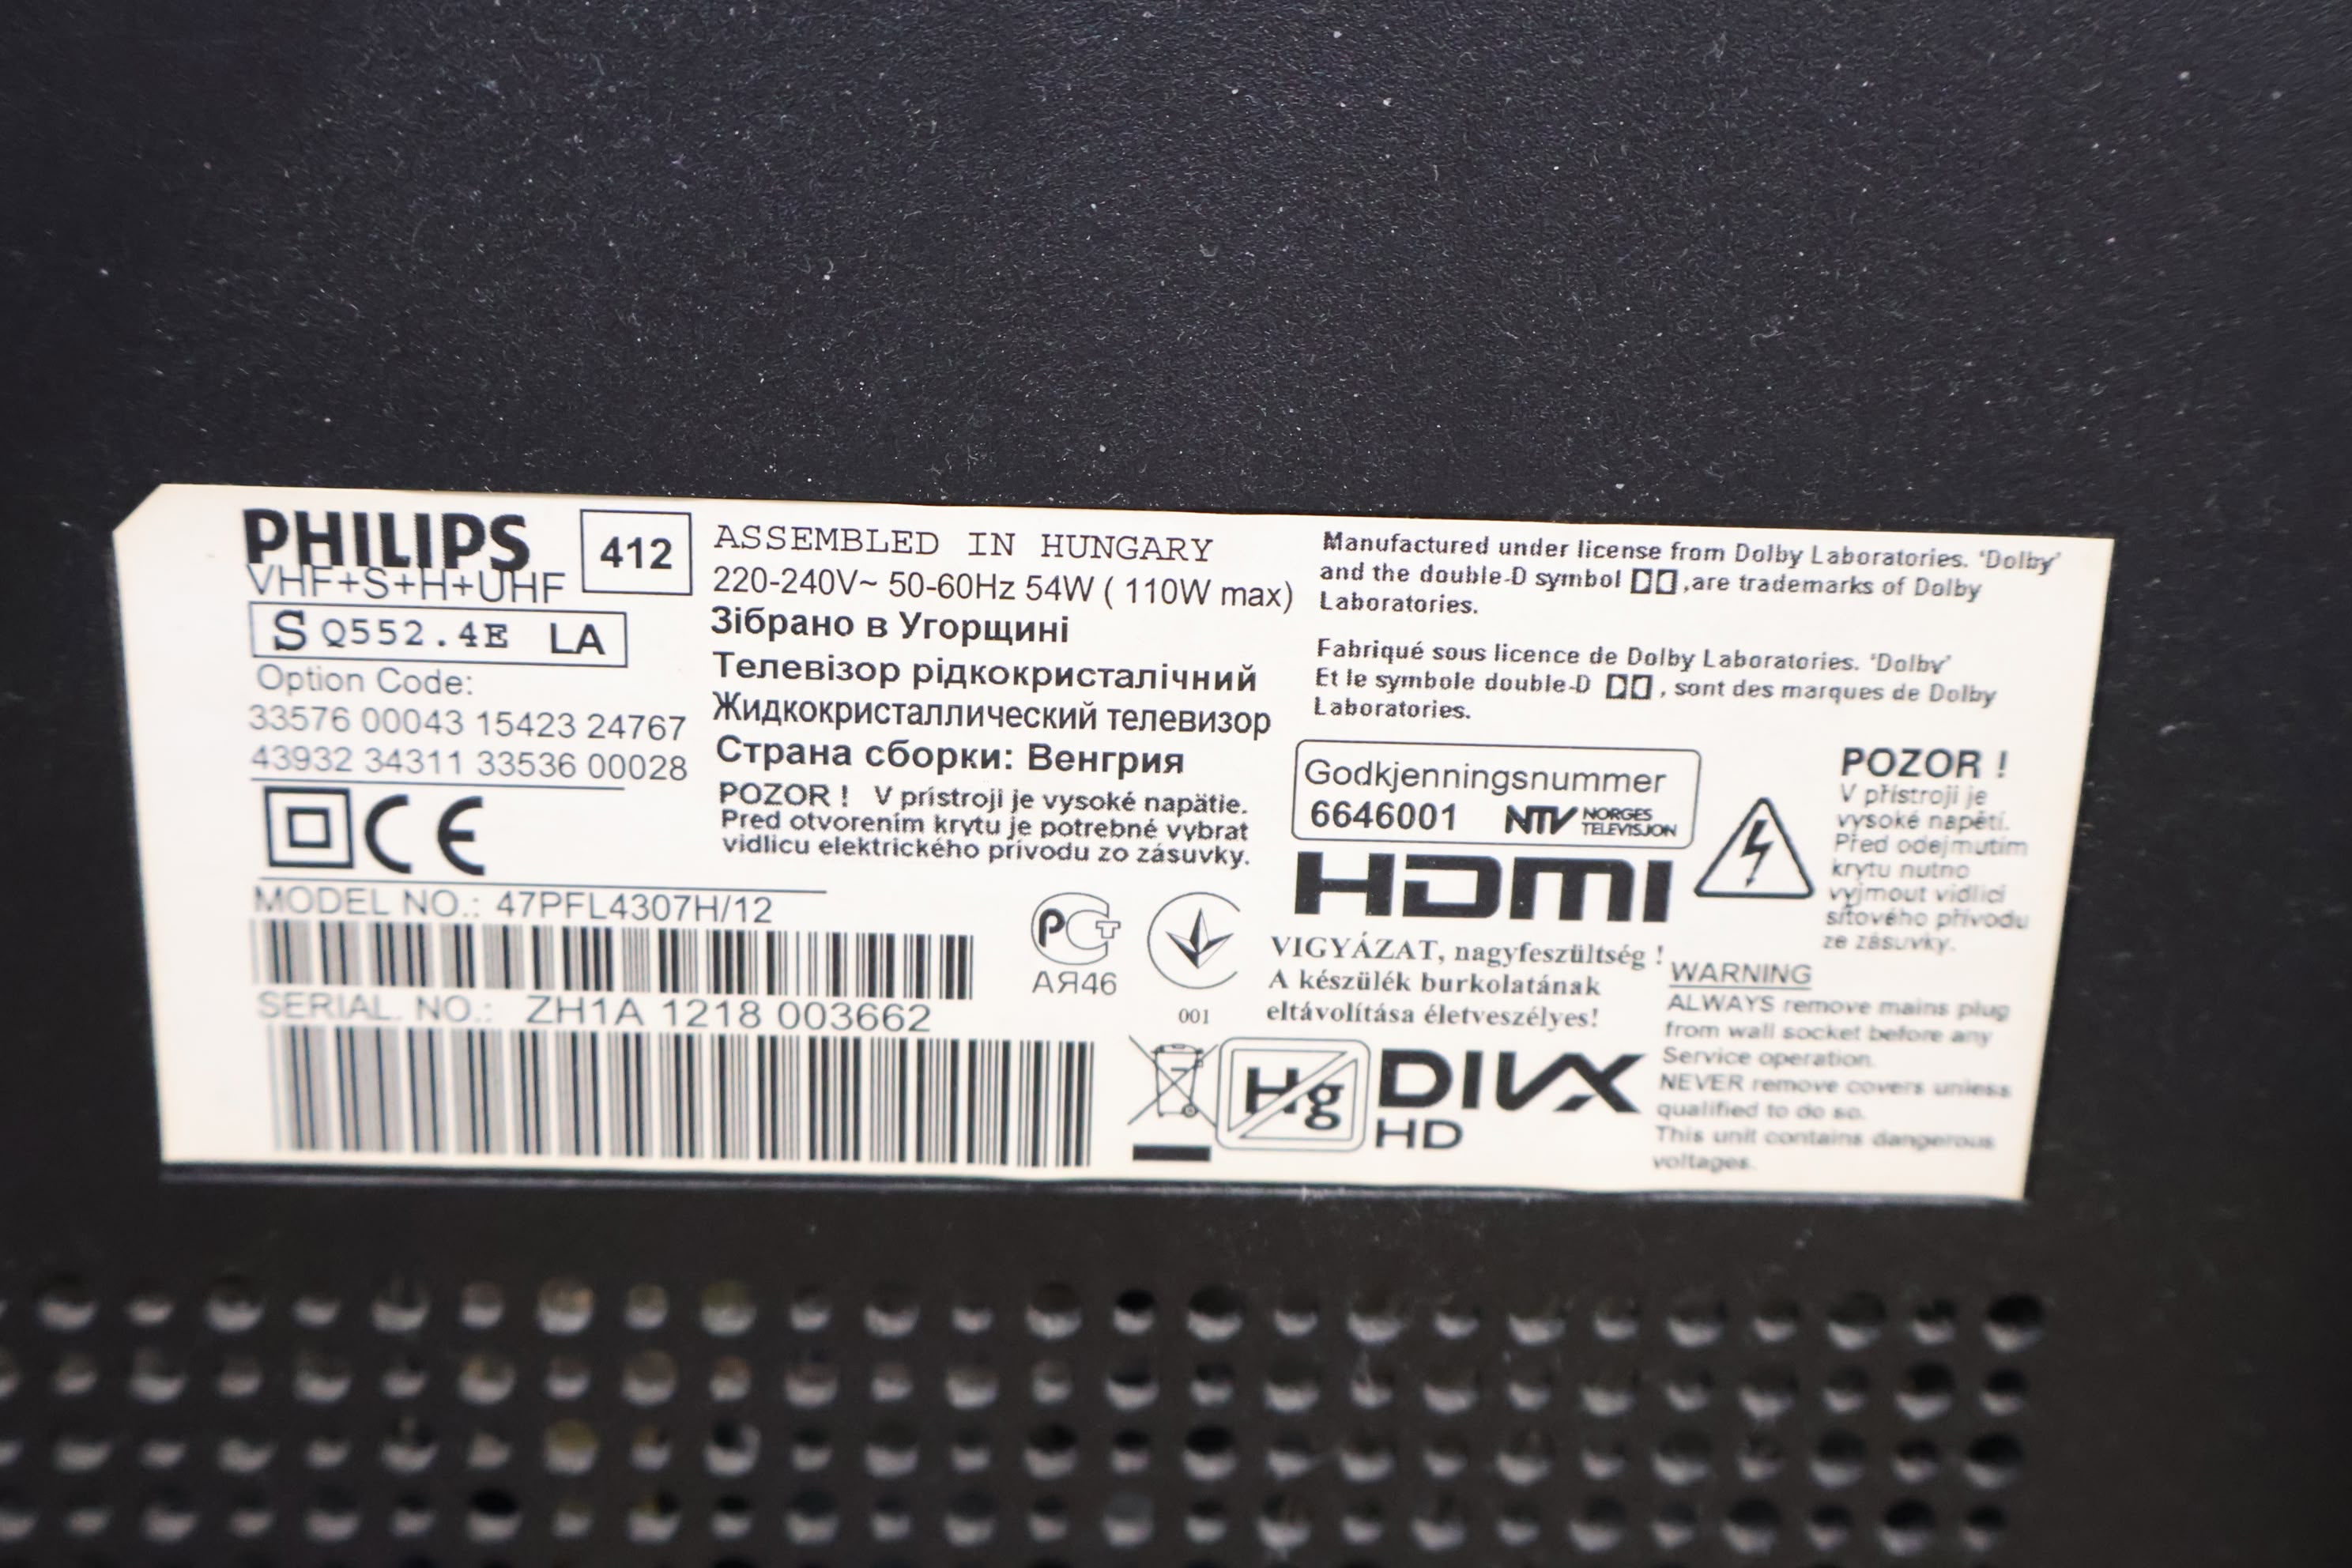 PHILIPS
412
VHF+S+H+UHF
S Q552.4E LA
Option Code:
33576 00043 15423 24767
43932 34311 33536 00028
CE
MODEL NO.: 47PFL4307H/12
SERIAL NO.: ZH1A 1218 003662
ASSEMBLED IN HUNGARY
220-240V~ 50-60Hz 54W ( 110W max)
Зібрано в Угорщині
Телевізор рідкокристалічний
Жидкокристаллический телевизор
Страна сборки: Венгрия
POZOR ! V prístroji je vysoké napätie.
Pred otvorením krytu je potrebné vybrat
vidlicu elektrického prívodu zo zásuvky.
РСТ
АЯ46
001
Manufactured under license from Dolby Laboratories. 'Dolby'
and the double-D symbol ,are trademarks of Dolby
Laboratories.
Fabriqué sous licence de Dolby Laboratories. 'Dolby'
Et le symbole double-D , sont des marques de Dolby
Laboratories.
Godkjenningsnummer
6646001 NTV NORGES
TELEVISJON
HDMI
VIGYÁZAT, nagyfeszültség !
A készülék burkolatának
eltávolítása életveszélyes!
Hg
DIVX
HD
POZOR !
V přístroji je
vysoké napětí.
Před odejmutím
krytu nutno
vyjmout vidlici
síťového přívodu
ze zásuvky.
WARNING
ALWAYS remove mains plug
from wall socket before any
Service operation.
NEVER remove covers unless
qualified to do so.
This unit contains dangerous
voltages.